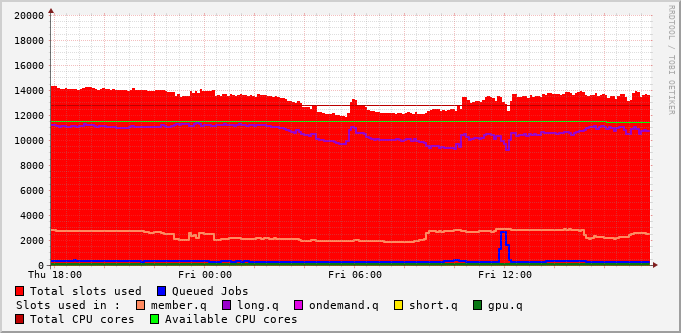 RRDTOOL / TOBI OETIKER
20000
18000
16000
14000
12000
10000
8000
6000
4000
2000
0
Thu 18:00 Fri 00:00 Fri 06:00 Fri 12:00
Total slots used Queued Jobs
Slots used in : member.q long.q ondemand.q short.q gpu.q
Total CPU cores Available CPU cores